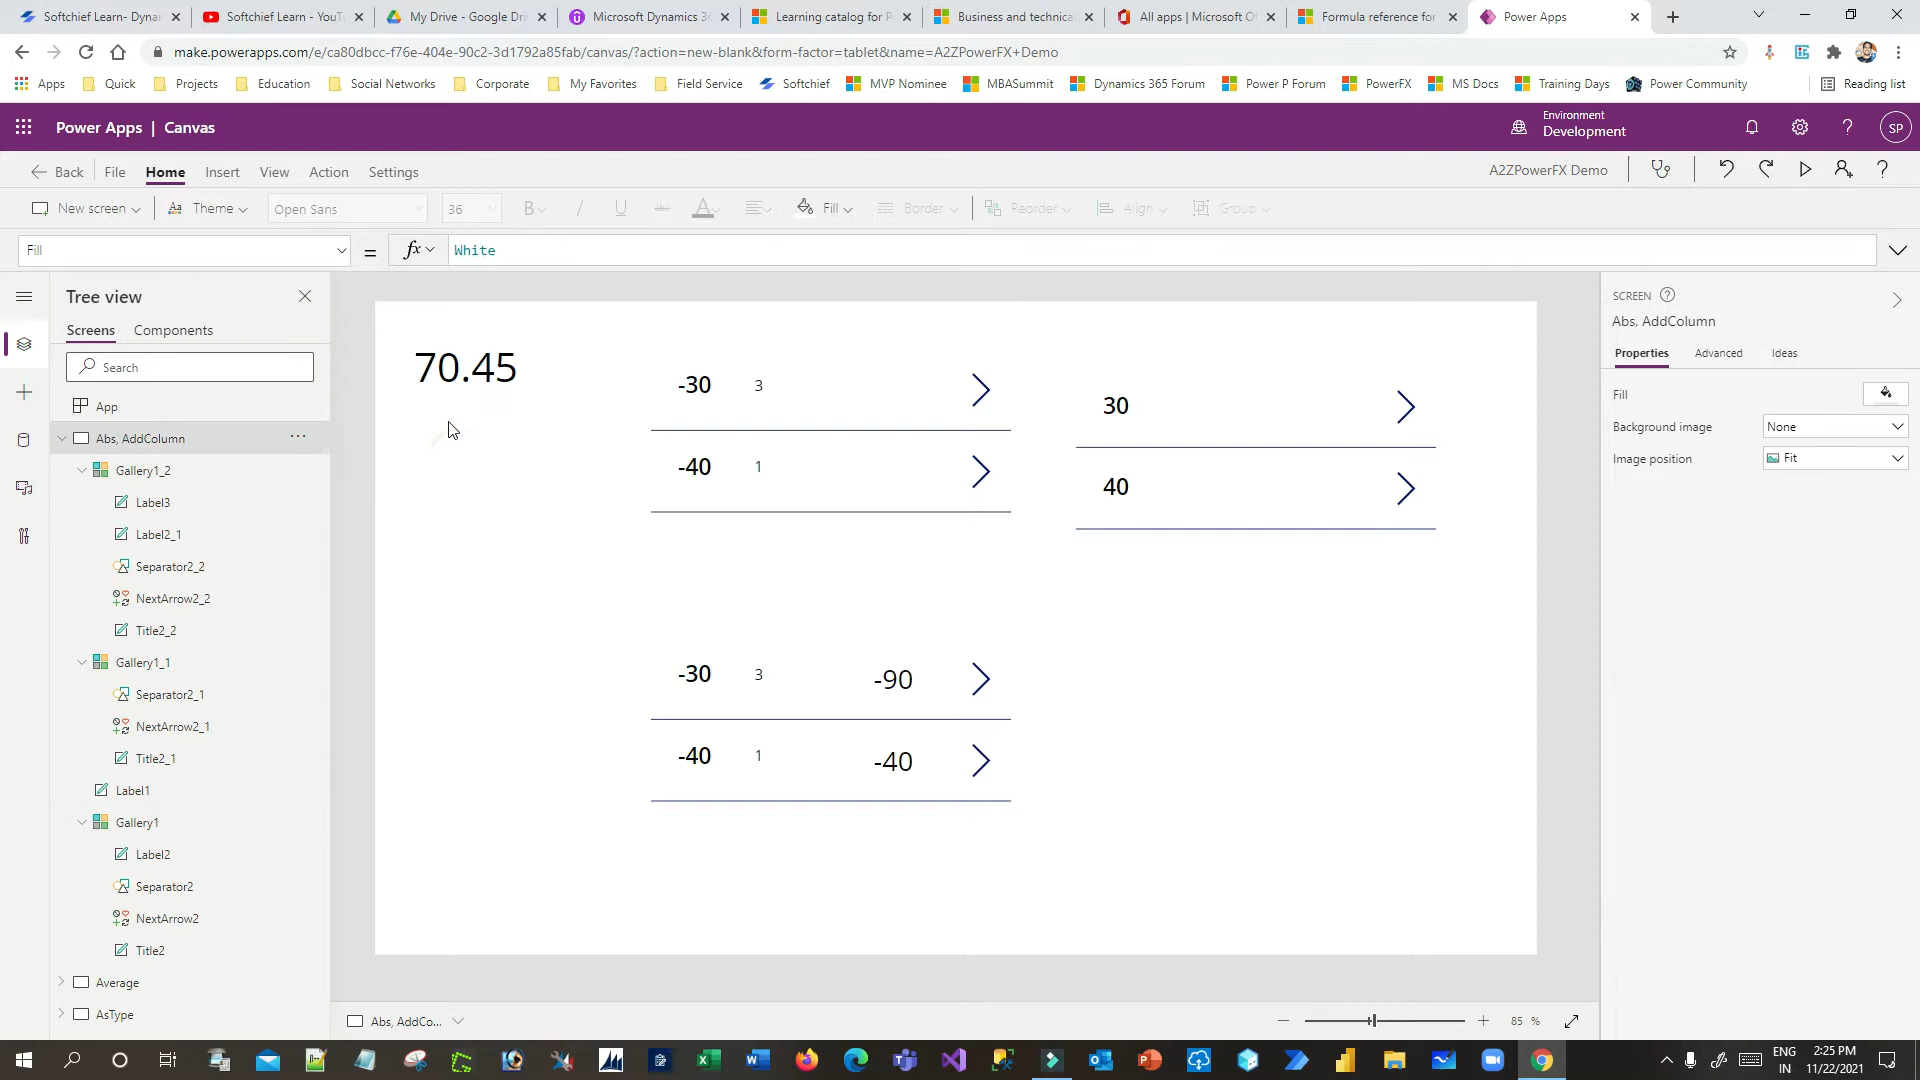 Softchief Learn- Dynar
Softchief Learn - YouTu
My Drive - Google Driv
Microsoft Dynamics 36
Learning catalog for P
Business and technica
All apps | Microsoft Of
Formula reference for
Power Apps
make.powerapps.com/e/ca80dbcc-f76e-404e-90c2-3d1792a85fab/canvas/?action=new-blank&form-factor=tablet&name=A2ZPowerFX+Demo
Apps Quick Projects Education Social Networks Corporate My Favorites Field Service Softchief MVP Nominee MBASummit Dynamics 365 Forum Power P Forum PowerFX MS Docs Training Days Power Community Reading list
Power Apps | Canvas
Environment
Development
SP
Back File Home Insert View Action Settings
A2ZPowerFX Demo
New screen Theme Open Sans 36 B / U abc A Fill Border Reorder Align Group
Fill = fx White
Tree view
Screens Components
Search
App
Abs, AddColumn
Gallery1_2
Label3
Label2_1
Separator2_2
NextArrow2_2
Title2_2
Gallery1_1
Separator2_1
NextArrow2_1
Title2_1
Label1
Gallery1
Label2
Separator2
NextArrow2
Title2
Average
AsType
70.45
-30 3
-40 1
30
40
-30 3 -90
-40 1 -40
SCREEN
Abs, AddColumn
Properties Advanced Ideas
Fill
Background image None
Image position Fit
Abs, AddCo...
85 %
ENG
IN
2:25 PM
11/22/2021